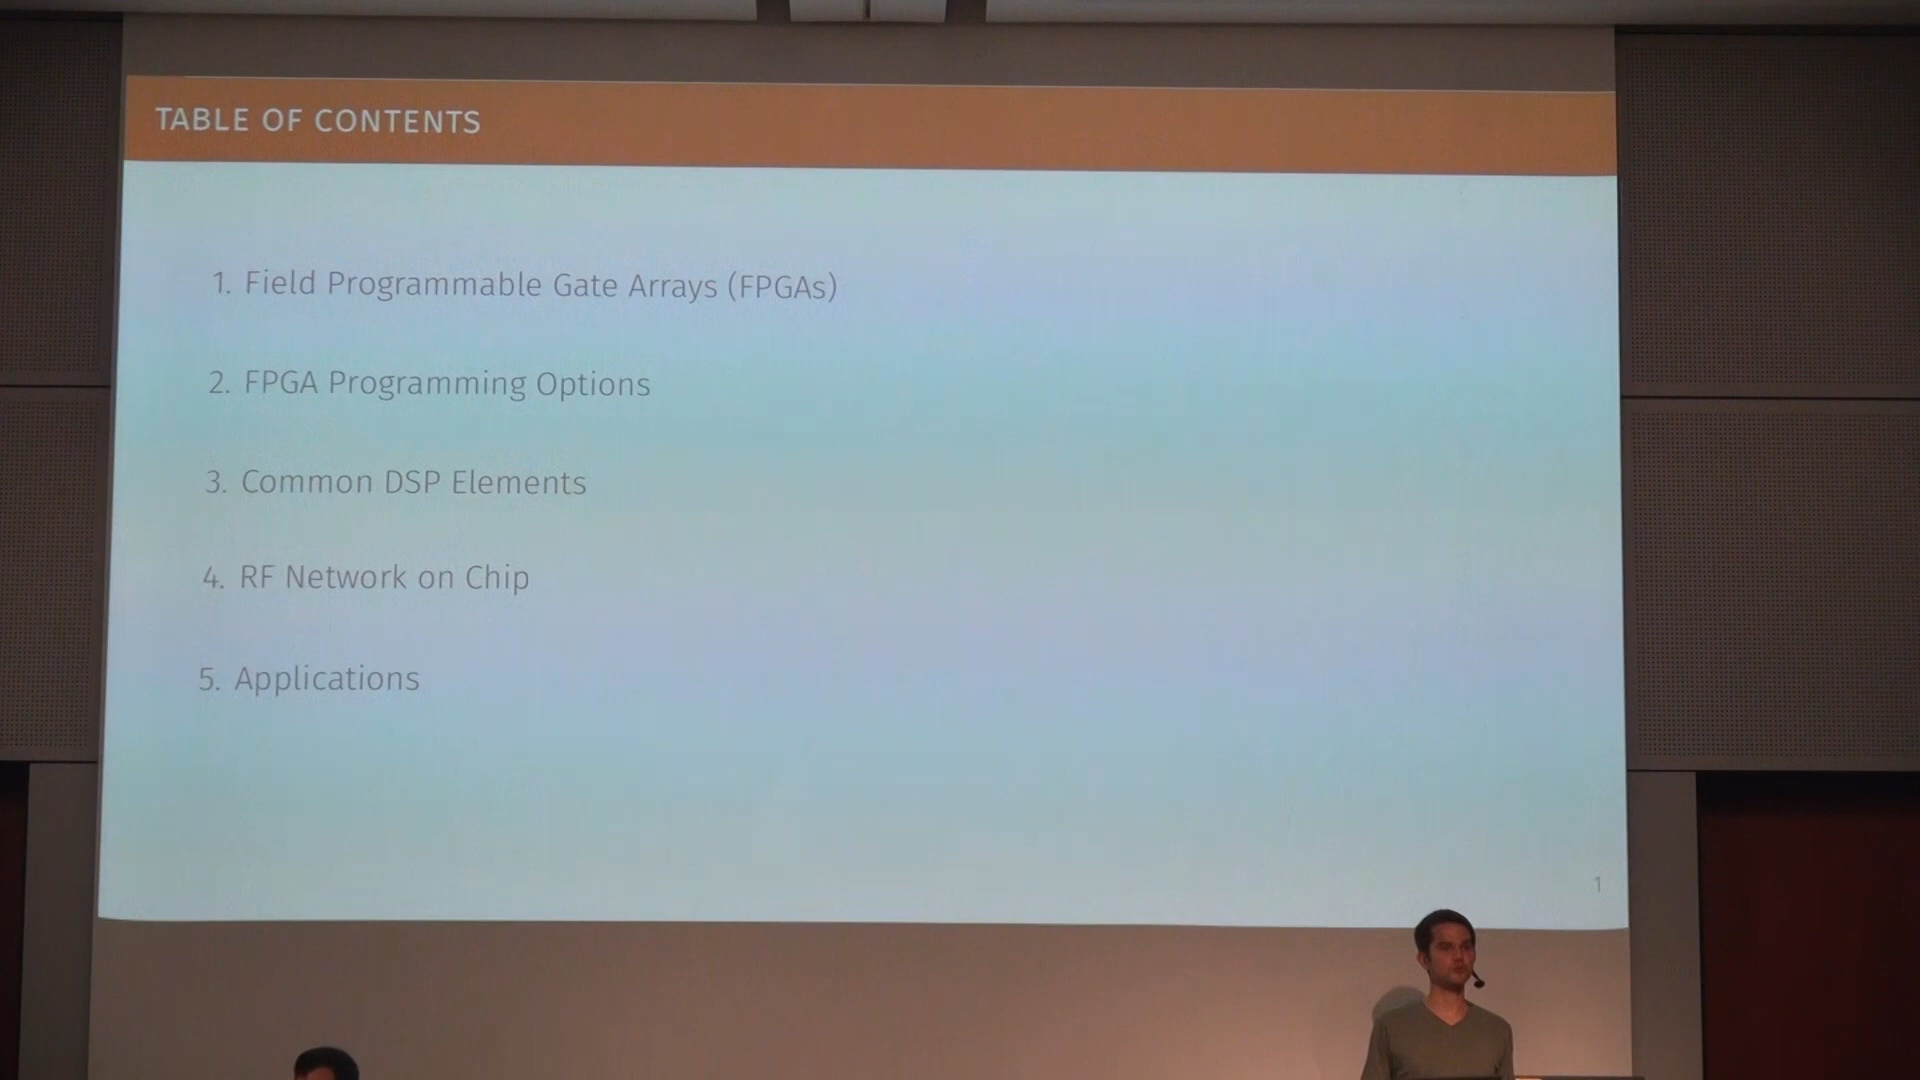 TABLE OF CONTENTS
1. Field Programmable Gate Arrays (FPGAs)
2. FPGA Programming Options
3. Common DSP Elements
4. RF Network on Chip
5. Applications
1